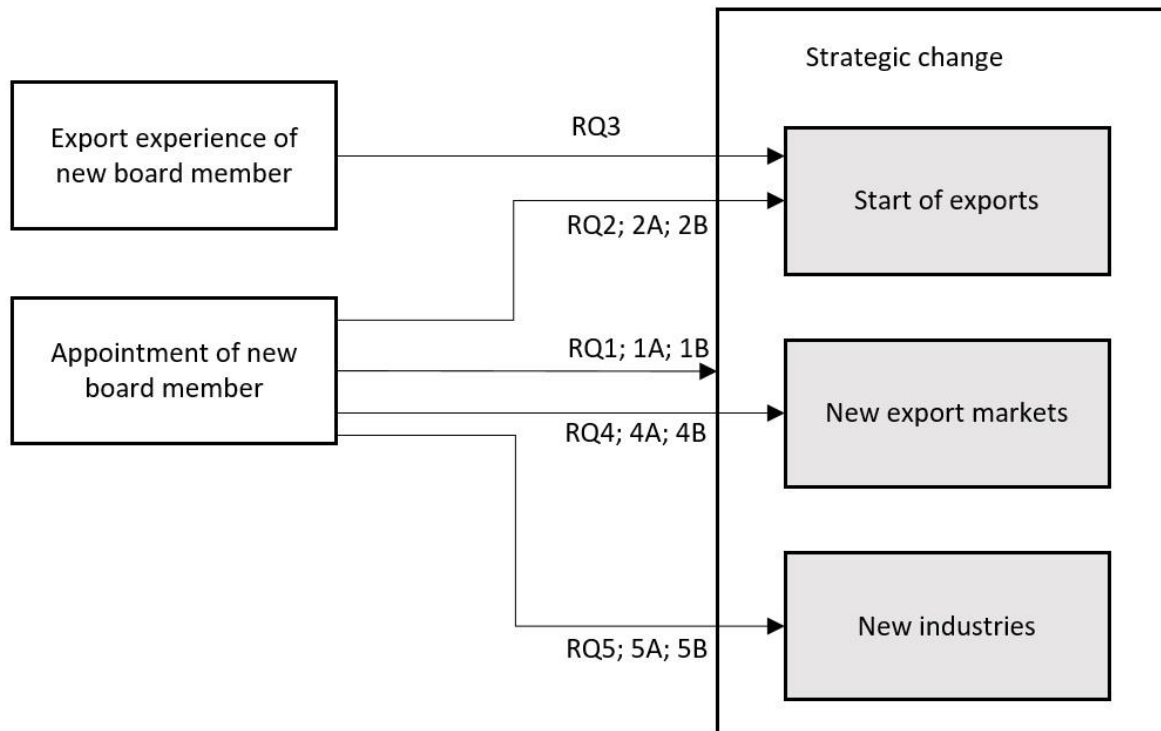 Strategic change
Export experience of
new board member
RQ3
Start of exports
RQ2; 2A; 2B
Appointment of new
board member
RQ1; 1A; 1B
New export markets
RQ4; 4A; 4B
New industries
RQ5; 5A; 5B